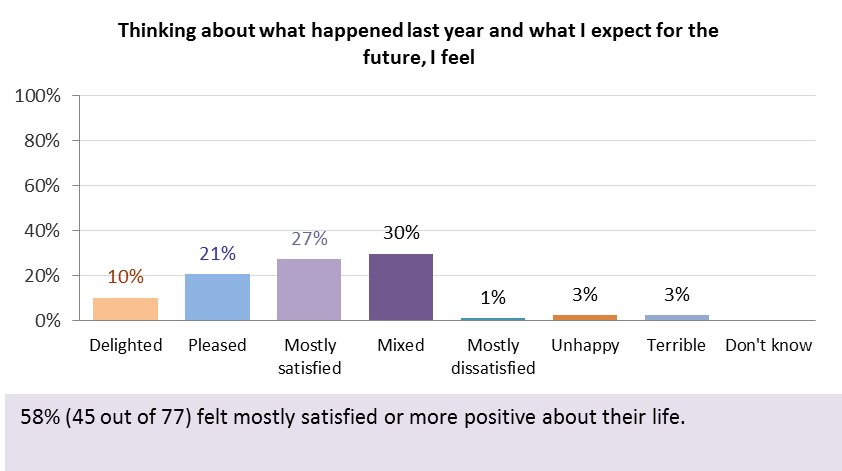 Thinking about what happened last year and what I expect for the
future, I feel
100%
80%
60%
40%
20%
0%
10%
21%
27%
30%
1%
3%
3%
Delighted
Pleased
Mostly
satisfied
Mixed
Mostly
dissatisfied
Unhappy
Terrible
Don't know
58% (45 out of 77) felt mostly satisfied or more positive about their life.